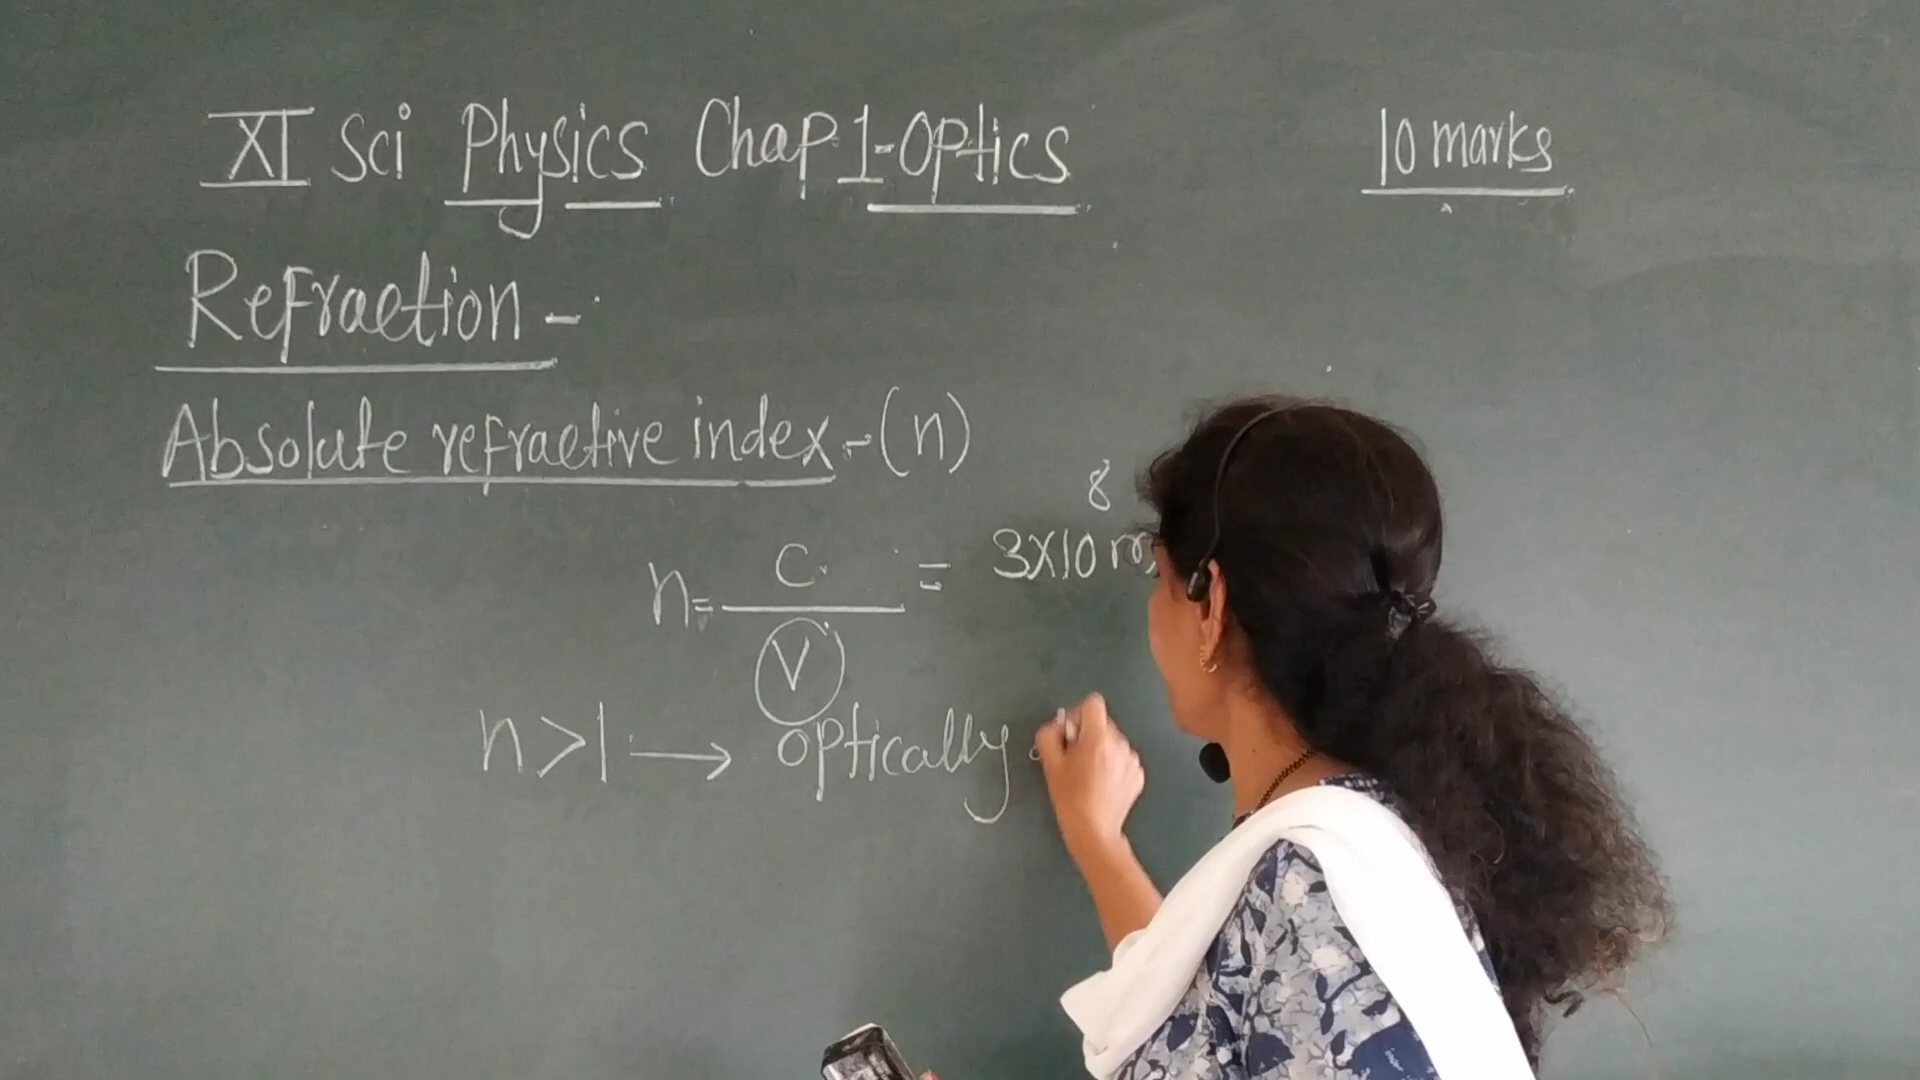 XI Sci Physics Chap 1-Optics
10 marks
Refraction -
Absolute refractive index - (n)
n = c / v = 3x10⁸ m
n > 1 → optically